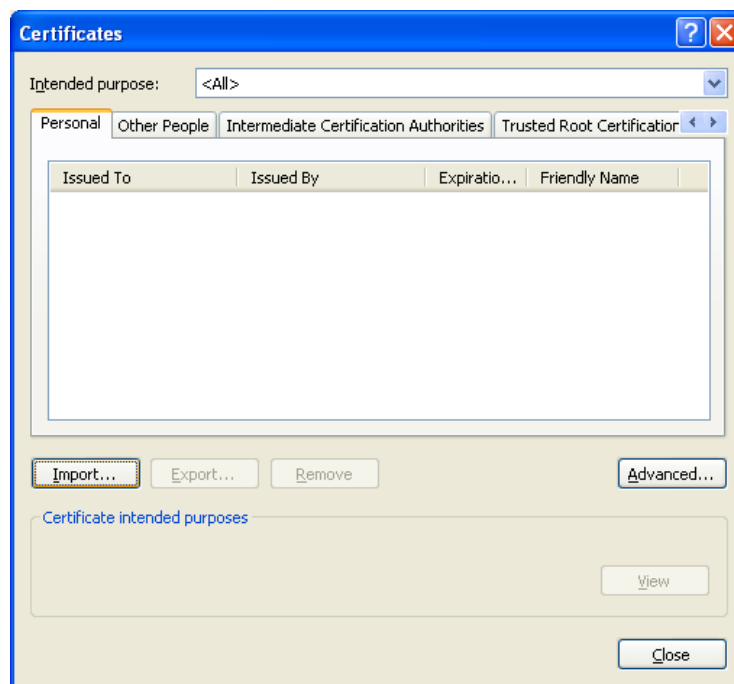 Certificates
Intended purpose: <All>
Personal Other People Intermediate Certification Authorities Trusted Root Certification
Issued To Issued By Expiratio... Friendly Name
Import... Export... Remove Advanced...
Certificate intended purposes
View
Close